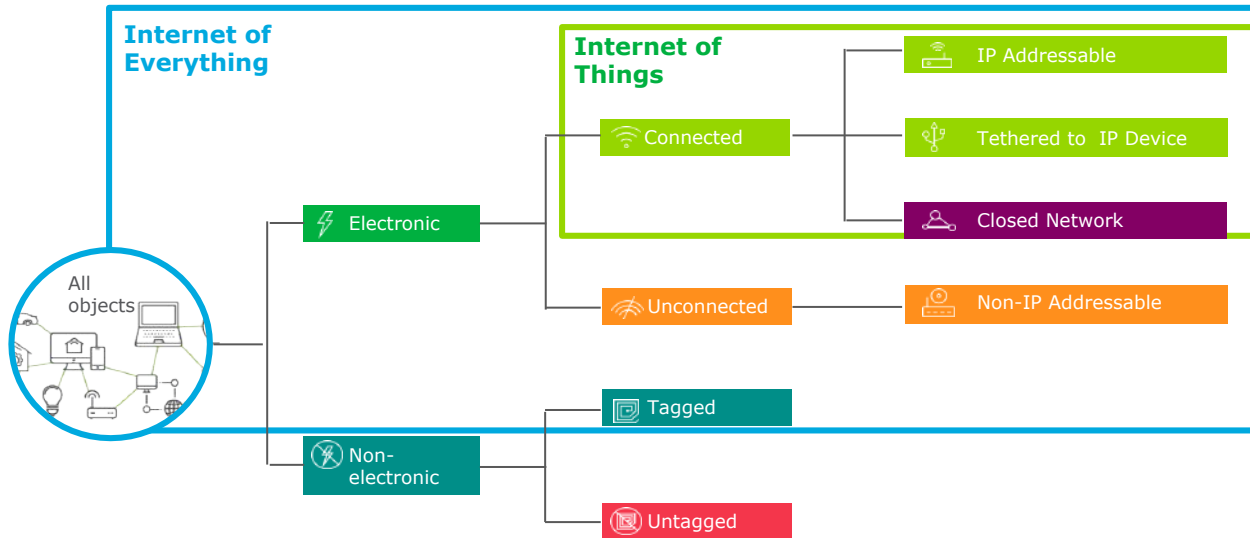 Internet of
Everything
Internet of
Things
IP Addressable
Connected
Tethered to  IP Device
Electronic
Closed Network
All
objects
Unconnected
Non-IP Addressable
Tagged
Non-
electronic
Untagged